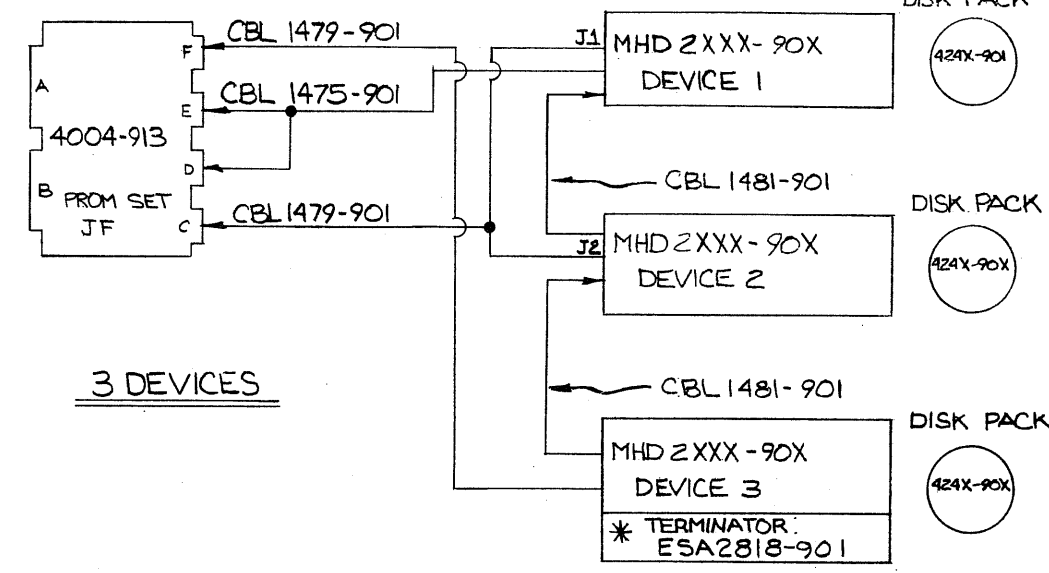 DISK PACK
CBL 1479-901
F
J1
MHD 2XXX-90X
DEVICE 1
424X-901
A
CBL 1475-901
E
4004-913
D
CBL 1481-901
B
PROM SET
JF
CBL 1479-901
C
DISK PACK
J2
MHD 2XXX-90X
DEVICE 2
424X-90X
3 DEVICES
CBL 1481-901
DISK PACK
MHD 2XXX-90X
DEVICE 3
424X-90X
* TERMINATOR:
ESA2818-901